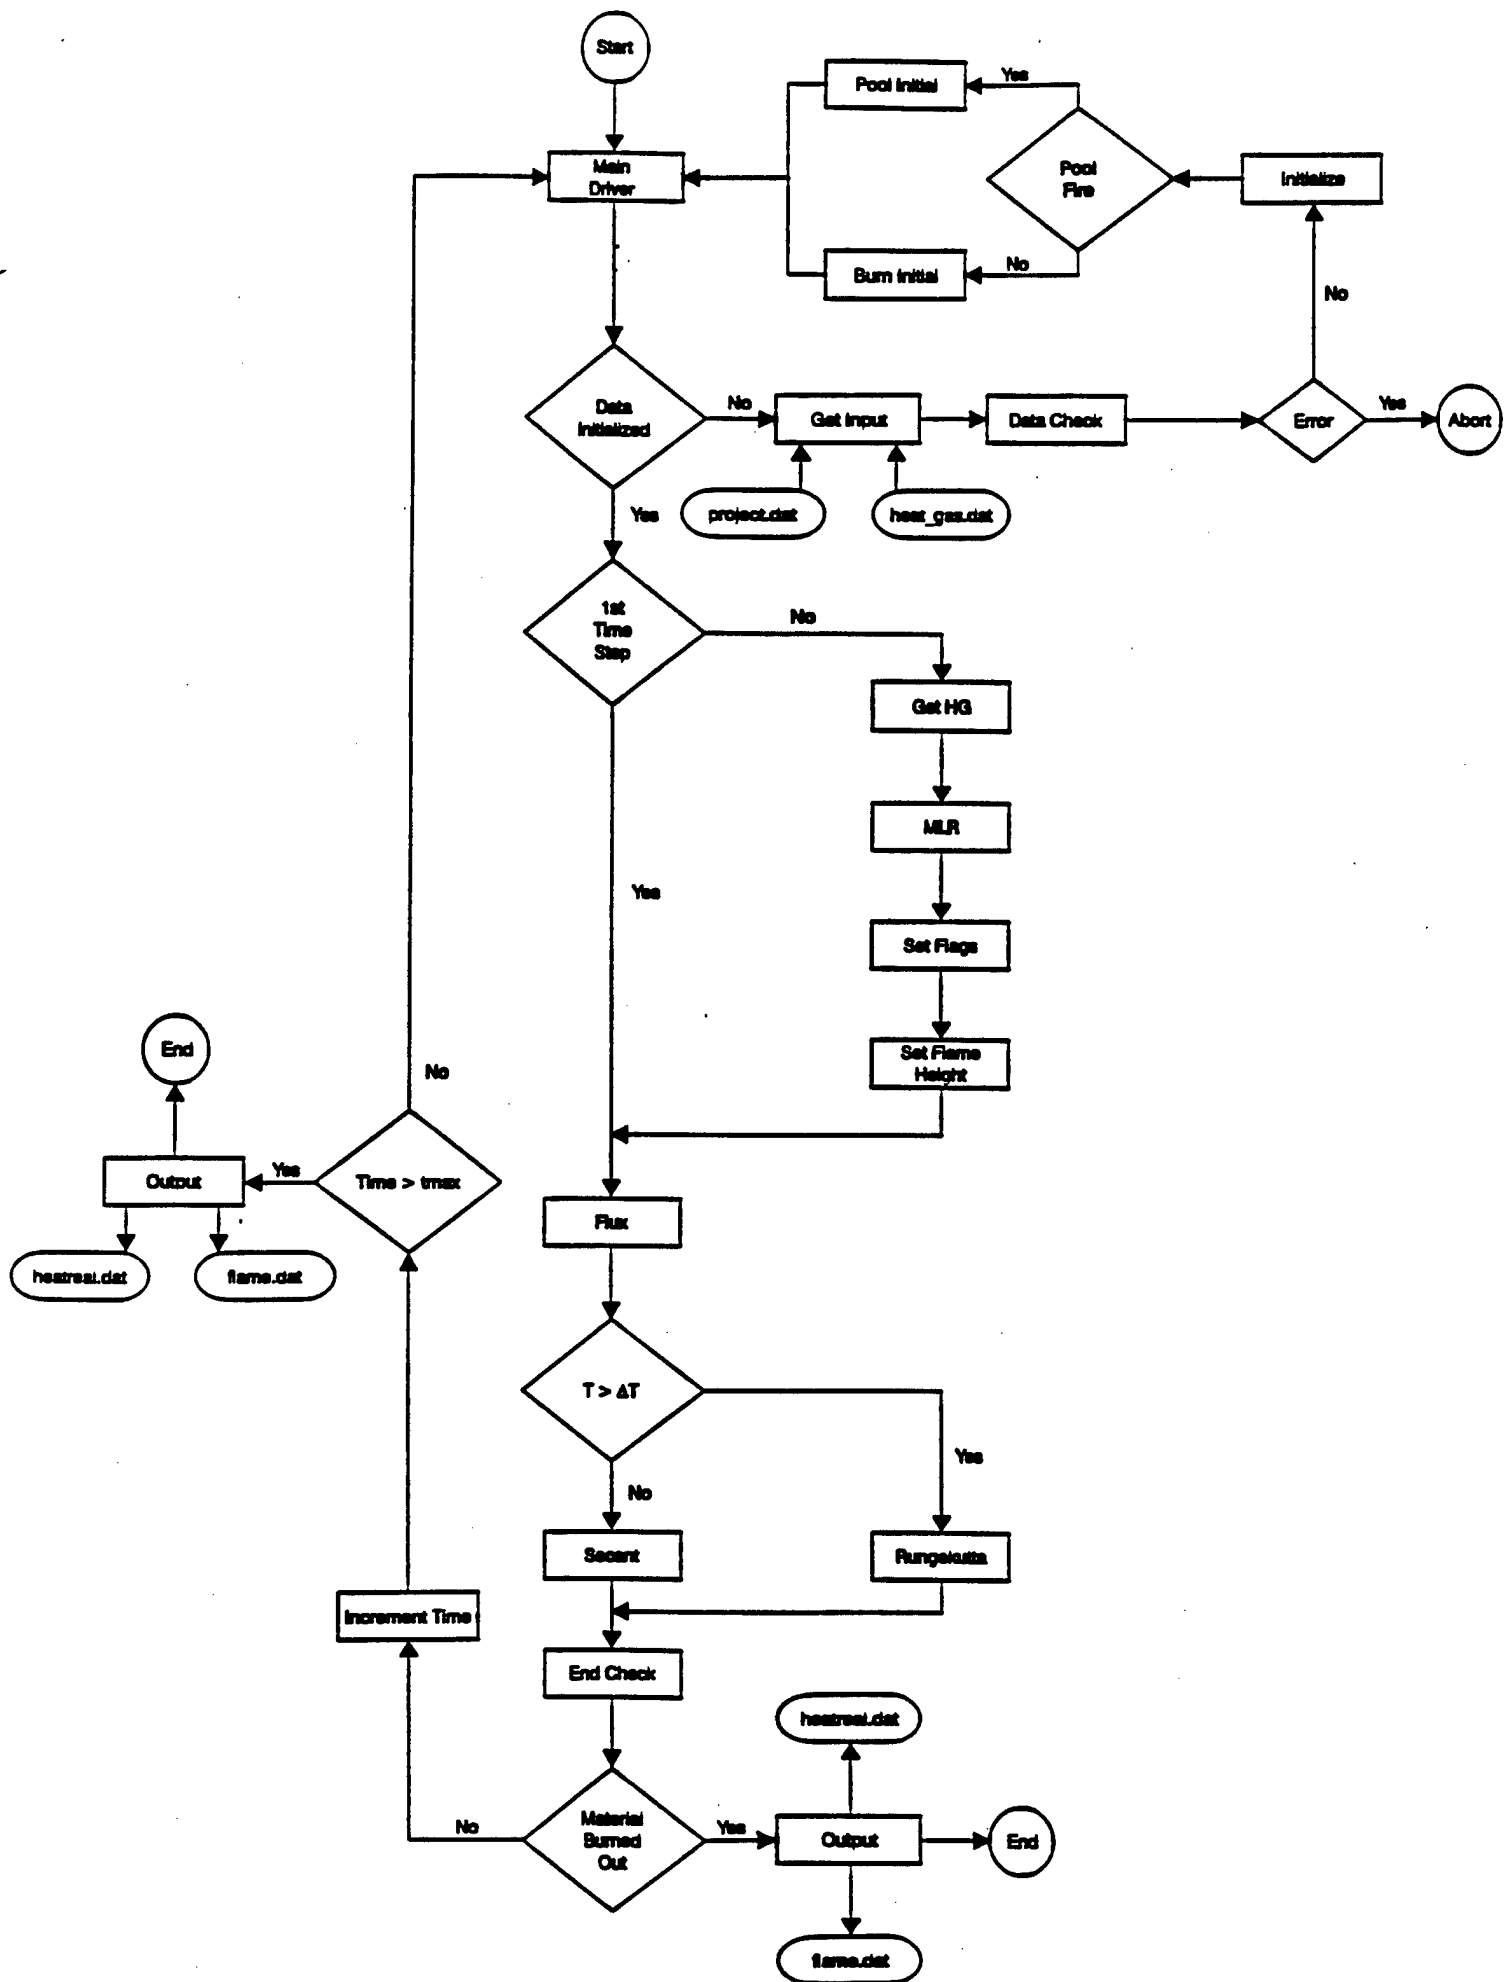 Start
Pool Initial
Yes
Main
Driver
Pool
Fire
Initialize
Burn Initial
No
No
Data
Initialized
No
Get Input
Data Check
Error
Yes
Abort
Yes
project.dat
heat_gas.dat
1st
Time
Step
No
Get HG
MLR
Yes
Set Flags
End
No
Set Flame
Height
Output
Yes
Time > tmax
Flux
heatreal.dat
flame.dat
T > ΔT
Yes
No
Secant
Rungekutta
Increment Time
End Check
heatreal.dat
No
Material
Burned
Out
Yes
Output
End
flame.dat